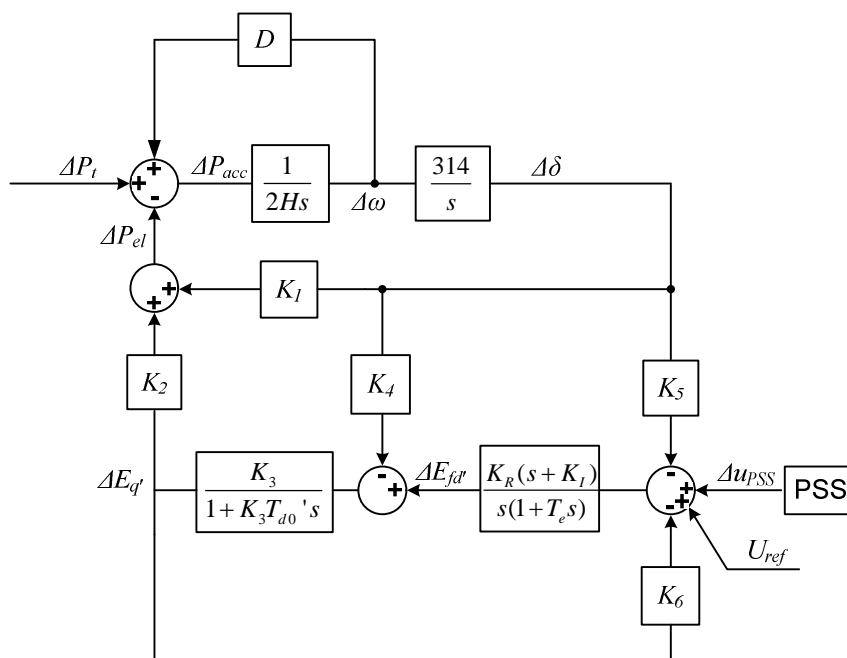 D
ΔPt
+
+
-
ΔPacc
1
2Hs
Δω
314
s
Δδ
ΔPel
+
+
K1
K2
K4
K5
ΔEq'
K3
1 + K3Td0 's
-
+
ΔEfd'
KR(s + KI)
s(1 + Tes)
-
-
+
+
ΔuPSS
PSS
Uref
K6